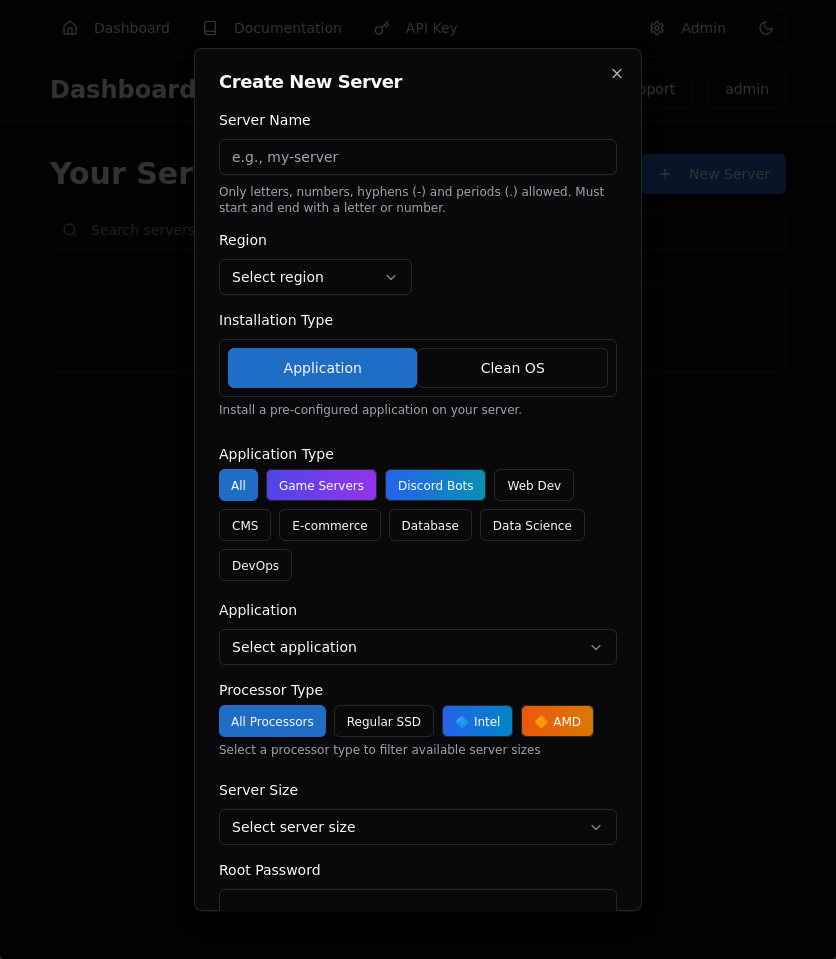 Dashboard
Documentation
API Key
Admin
Dashboard
admin
Your Ser
New Server
Search servers
Create New Server
Server Name
e.g., my-server
Only letters, numbers, hyphens (-) and periods (.) allowed. Must
start and end with a letter or number.
Region
Select region
Installation Type
Application
Clean OS
Install a pre-configured application on your server.
Application Type
All
Game Servers
Discord Bots
Web Dev
CMS
E-commerce
Database
Data Science
DevOps
Application
Select application
Processor Type
All Processors
Regular SSD
🔷 Intel
🔶 AMD
Select a processor type to filter available server sizes
Server Size
Select server size
Root Password